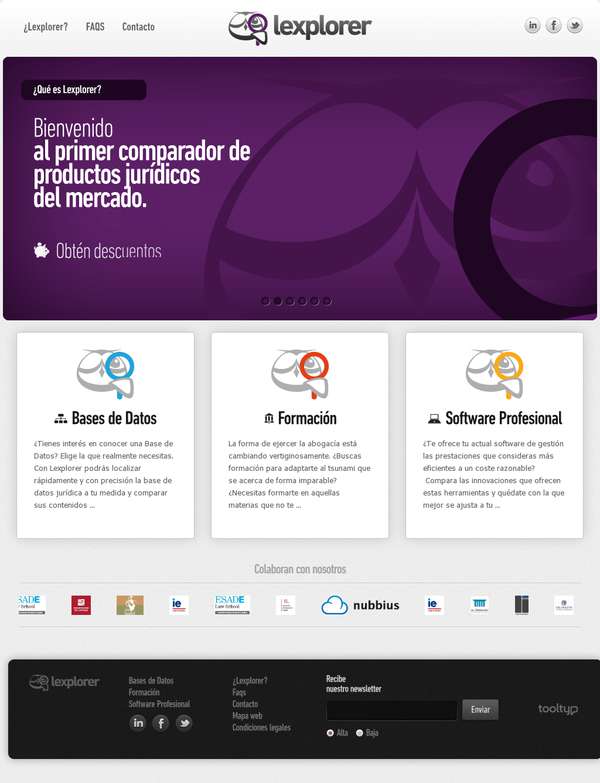 ¿Lexplorer?
FAQS
Contacto
lexplorer
¿Qué es Lexplorer?
Bienvenido
al primer comparador de
productos jurídicos
del mercado.
Obtén descuentos
Bases de Datos
¿Tienes interés en conocer una Base de
Datos? Elige la que realmente necesitas.
Con Lexplorer podrás localizar
rápidamente y con precisión la base de
datos jurídica a tu medida y comparar
sus contenidos ...
Formación
La forma de ejercer la abogacía está
cambiando vertiginosamente. ¿Buscas
formación para adaptarte al tsunami que
se acerca de forma imparable?
¿Necesitas formarte en aquellas
materias que no te ...
Software Profesional
¿Te ofrece tu actual software de gestión
las prestaciones que consideras más
eficientes a un coste razonable?
Compara las innovaciones que ofrecen
estas herramientas y quédate con la que
mejor se ajusta a tu ...
Colaboran con nosotros
SADE
Law School
ie
ESADE
Law School
nubbius
ie
lexplorer
Bases de Datos
Formación
Software Profesional
¿Lexplorer?
Faqs
Contacto
Mapa web
Condiciones legales
Recibe
nuestro newsletter
Enviar
Alta
Baja
tooltyp